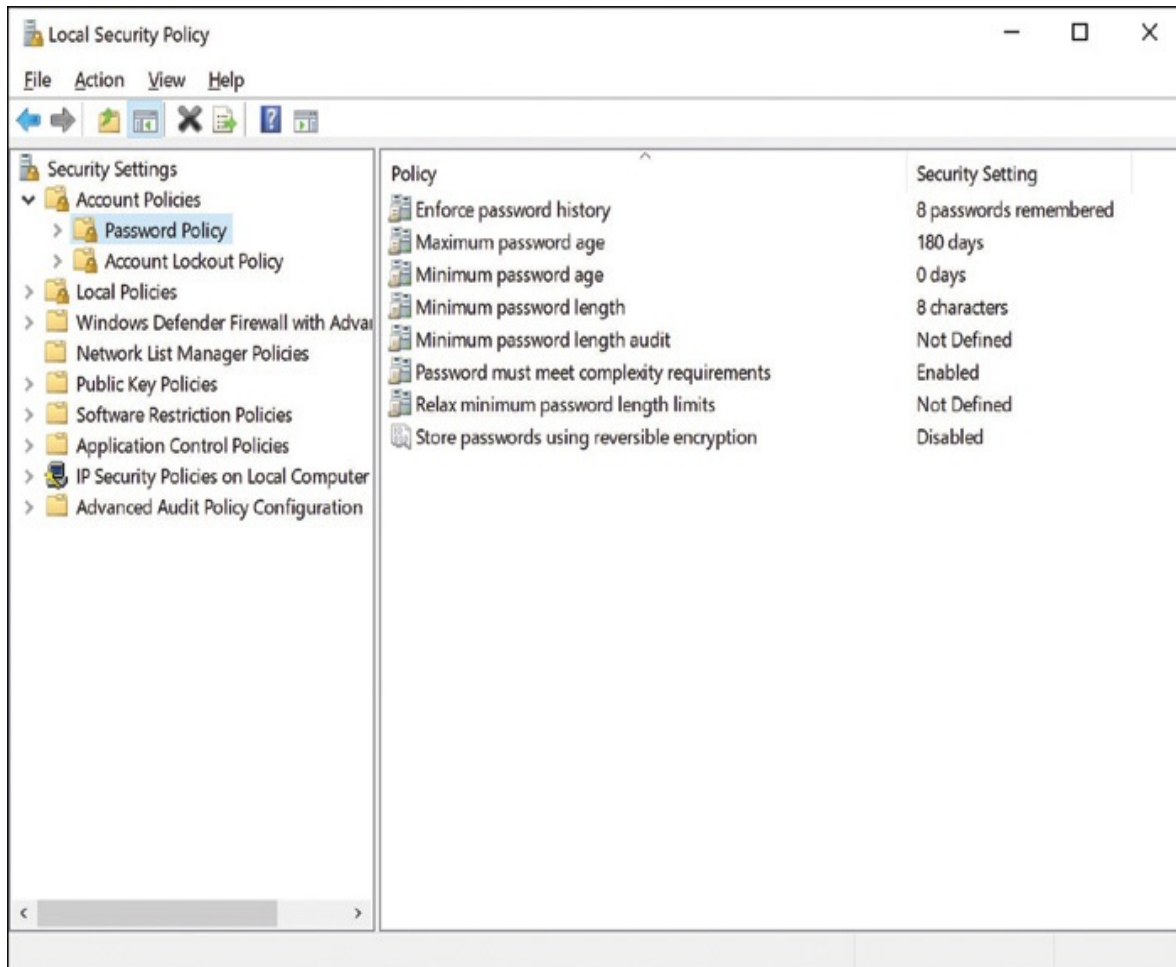 Local Security Policy
File Action View Help
Security Settings
Account Policies
Password Policy
Account Lockout Policy
Local Policies
Windows Defender Firewall with Advan
Network List Manager Policies
Public Key Policies
Software Restriction Policies
Application Control Policies
IP Security Policies on Local Computer
Advanced Audit Policy Configuration
Policy Security Setting
Enforce password history 8 passwords remembered
Maximum password age 180 days
Minimum password age 0 days
Minimum password length 8 characters
Minimum password length audit Not Defined
Password must meet complexity requirements Enabled
Relax minimum password length limits Not Defined
Store passwords using reversible encryption Disabled